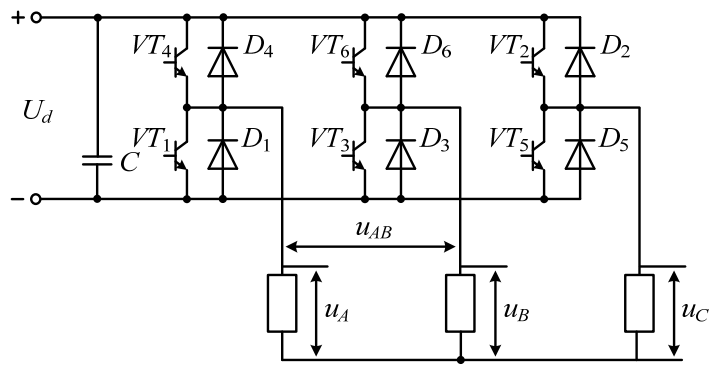 +
VT4 D4 VT6 D6 VT2 D2
Ud
C
VT1 D1 VT3 D3 VT5 D5
−
uAB
uA uB uC